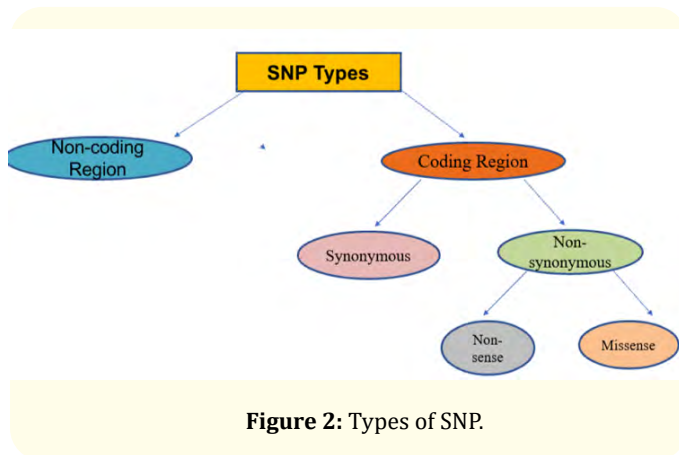 SNP Types
Non-coding
Region
Coding Region
Synonymous
Non-
synonymous
Non-
sense
Missense
Figure 2: Types of SNP.